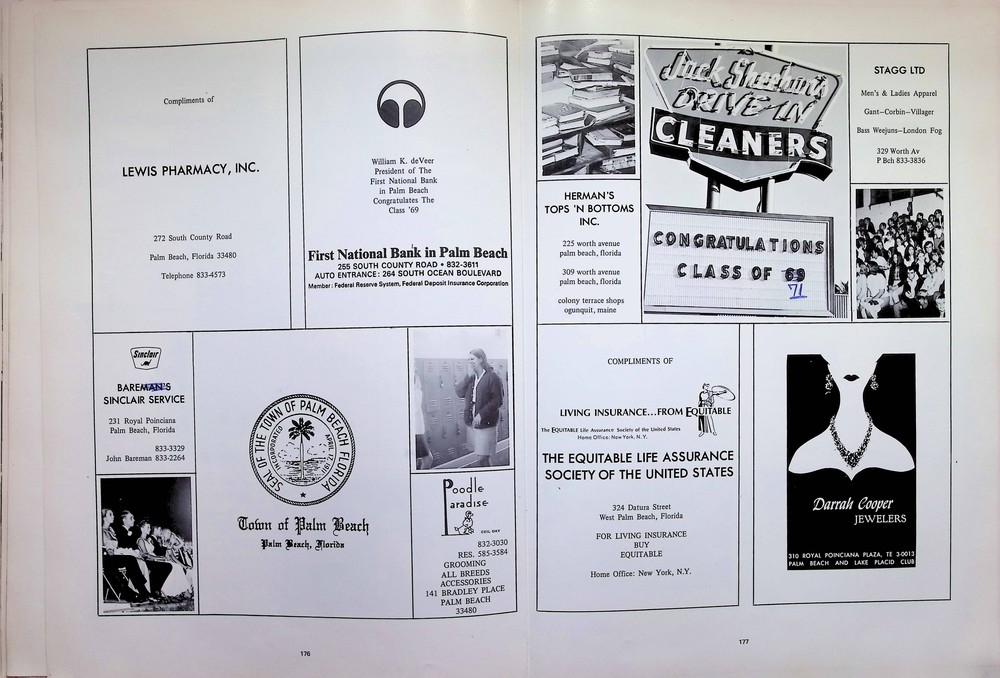 Compliments of
LEWIS PHARMACY, INC.
272 South County Road
Palm Beach, Florida 33480
Telephone 833-4573
William K. deVeer
President of The
First National Bank
in Palm Beach
Congratulates The
Class '69
First National Bank in Palm Beach
255 SOUTH COUNTY ROAD • 832-3611
AUTO ENTRANCE: 264 SOUTH OCEAN BOULEVARD
Member: Federal Reserve System, Federal Deposit Insurance Corporation
Sinclair
BAREMAN'S
SINCLAIR SERVICE
231 Royal Poinciana
Palm Beach, Florida
833-3329
John Bareman 833-2264
SEAL OF THE TOWN OF PALM BEACH FLORIDA
INCORPORATED APRIL 17, 1911
Town of Palm Beach
Palm Beach, Florida
Poodle
Paradise
832-3030
RES. 585-3584
GROOMING
ALL BREEDS
ACCESSORIES
141 BRADLEY PLACE
PALM BEACH
33480
176
HERMAN'S
TOPS 'N BOTTOMS
INC.
225 worth avenue
palm beach, florida
309 worth avenue
palm beach, florida
colony terrace shops
ogunquit, maine
Jack Sheehan's
DRIVE-IN
CLEANERS
CONGRATULATIONS
CLASS OF 69
71
STAGG LTD
Men's & Ladies Apparel
Gant—Corbin—Villager
Bass Weejuns—London Fog
329 Worth Av
P Bch 833-3836
COMPLIMENTS OF
LIVING INSURANCE...FROM EQUITABLE
The EQUITABLE Life Assurance Society of the United States
Home Office: New York, N.Y.
THE EQUITABLE LIFE ASSURANCE
SOCIETY OF THE UNITED STATES
324 Datura Street
West Palm Beach, Florida
FOR LIVING INSURANCE
BUY
EQUITABLE
Home Office: New York, N.Y.
Darrah Cooper
JEWELERS
310 ROYAL POINCIANA PLAZA, TE 3-0013
PALM BEACH AND LAKE PLACID CLUB
177